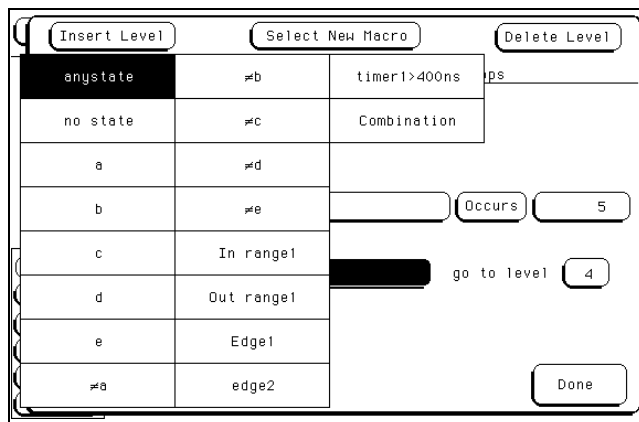 Insert Level Select New Macro Delete Level
anystate ≠b timer1>400ns ops
no state ≠c Combination
a ≠d
b ≠e Occurs 5
c In range1 go to level 4
d Out range1
e Edge1
≠a edge2 Done